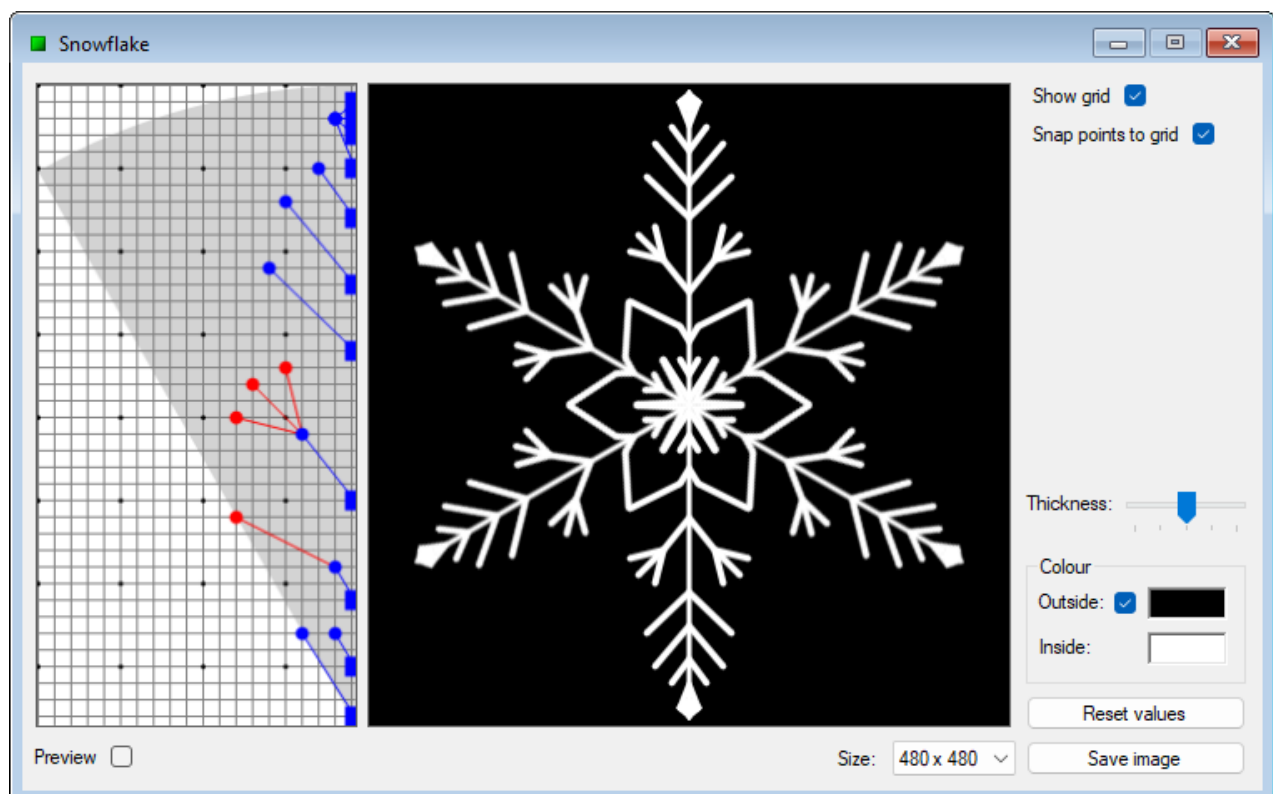 Snowflake
Show grid
Snap points to grid
Thickness:
Colour
Outside:
Inside:
Reset values
Preview
Size: 480 x 480
Save image